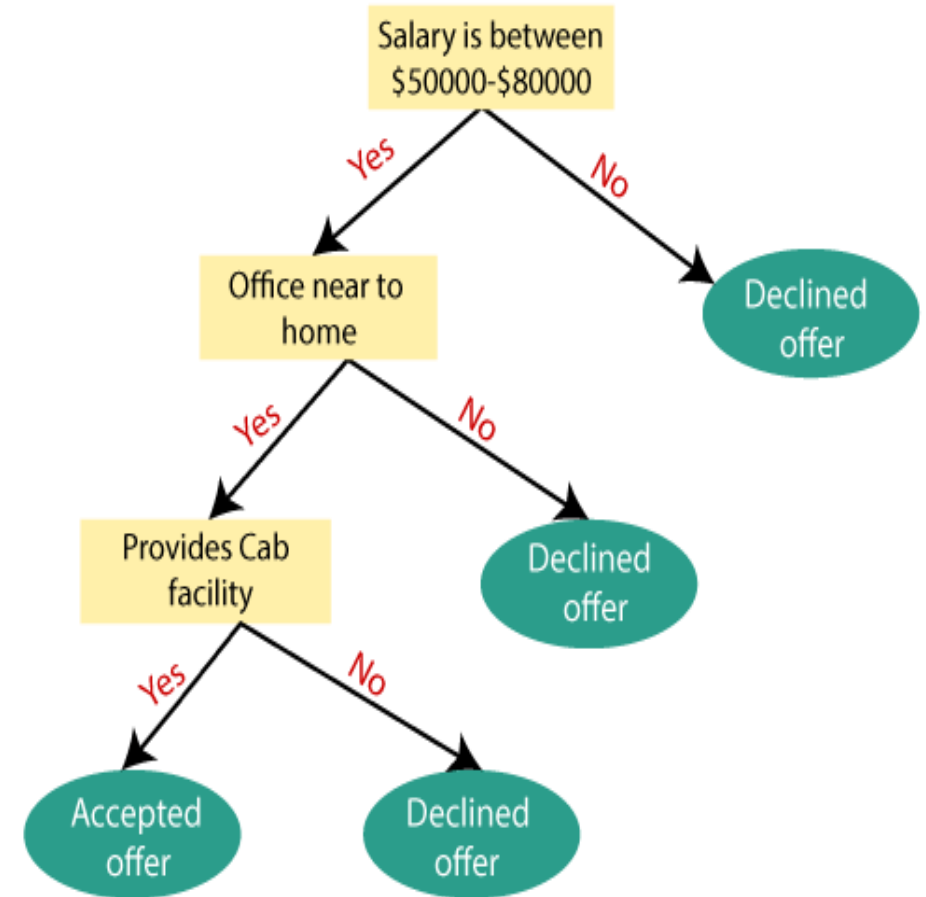 Salary is between
$50000-$80000
Yes
No
Office near to
home
Declined
offer
Yes
No
Provides Cab
facility
Declined
offer
Yes
No
Accepted
offer
Declined
offer